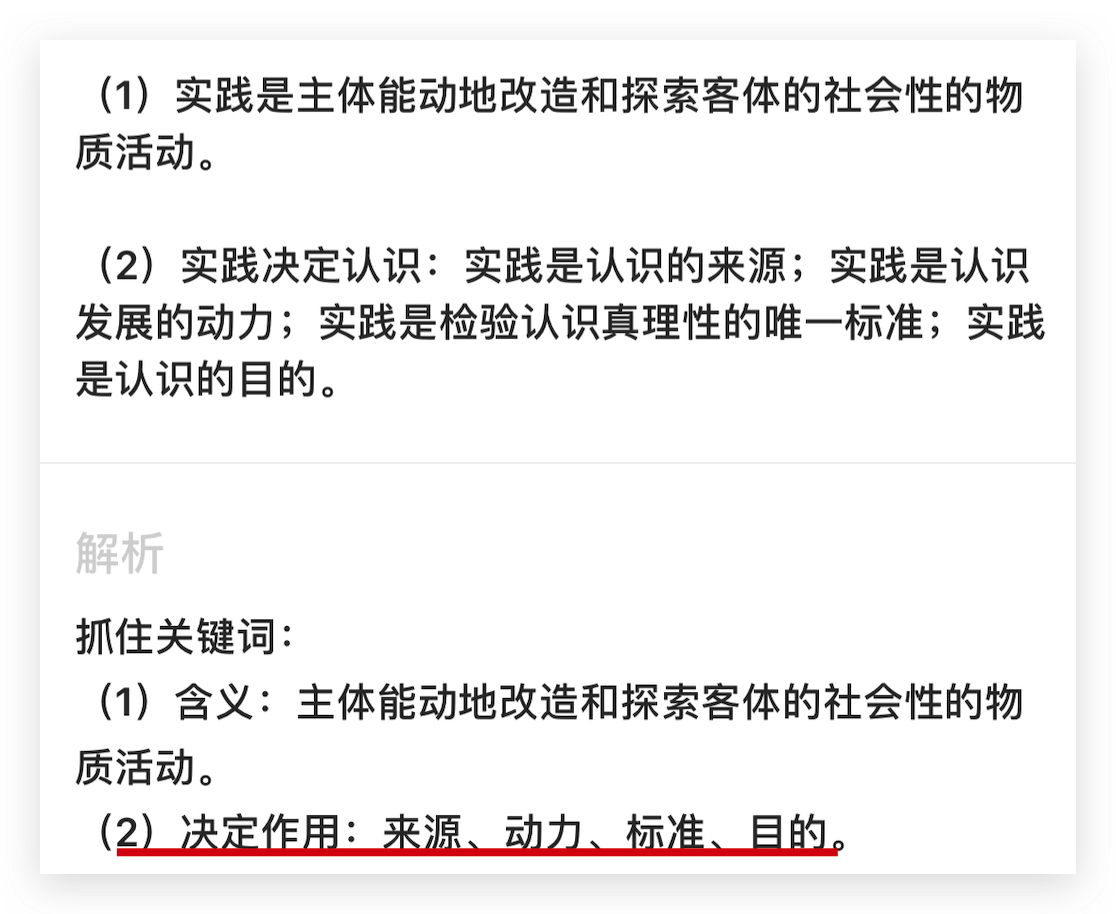 （1）实践是主体能动地改造和探索客体的社会性的物
质活动。
（2）实践决定认识：实践是认识的来源；实践是认识
发展的动力；实践是检验认识真理性的唯一标准；实践
是认识的目的。
解析
抓住关键词：
（1）含义：主体能动地改造和探索客体的社会性的物
质活动。
（2）决定作用：来源、动力、标准、目的。